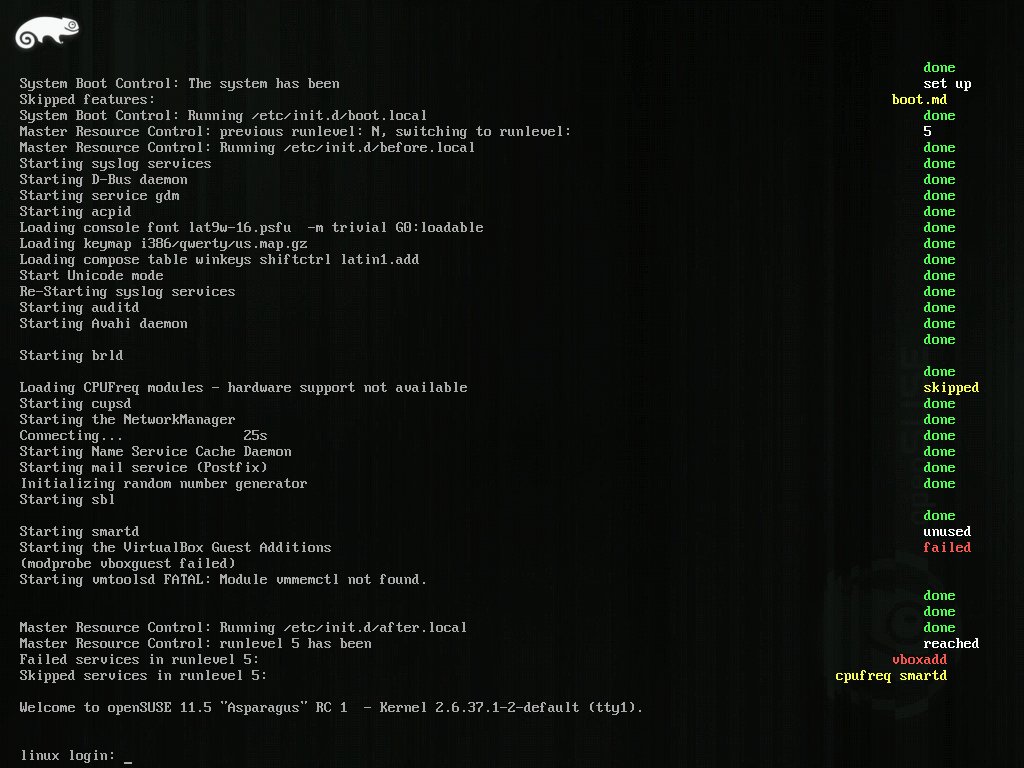 done
System Boot Control: The system has been set up
Skipped features: boot.md
System Boot Control: Running /etc/init.d/boot.local done
Master Resource Control: previous runlevel: N, switching to runlevel: 5
Master Resource Control: Running /etc/init.d/before.local done
Starting syslog services done
Starting D-Bus daemon done
Starting service gdm done
Starting acpid done
Loading console font lat9w-16.psfu  -m trivial G0:loadable done
Loading keymap i386/qwerty/us.map.gz done
Loading compose table winkeys shiftctrl latin1.add done
Start Unicode mode done
Re-Starting syslog services done
Starting auditd done
Starting Avahi daemon done
done
Starting brld
done
Loading CPUFreq modules - hardware support not available skipped
Starting cupsd done
Starting the NetworkManager done
Connecting... 25s done
Starting Name Service Cache Daemon done
Starting mail service (Postfix) done
Initializing random number generator done
Starting sbl
done
Starting smartd unused
Starting the VirtualBox Guest Additions failed
(modprobe vboxguest failed)
Starting vmtoolsd FATAL: Module vmmemctl not found.
done
done
Master Resource Control: Running /etc/init.d/after.local done
Master Resource Control: runlevel 5 has been reached
Failed services in runlevel 5: vboxadd
Skipped services in runlevel 5: cpufreq smartd
Welcome to openSUSE 11.5 "Asparagus" RC 1  - Kernel 2.6.37.1-2-default (tty1).
linux login: _